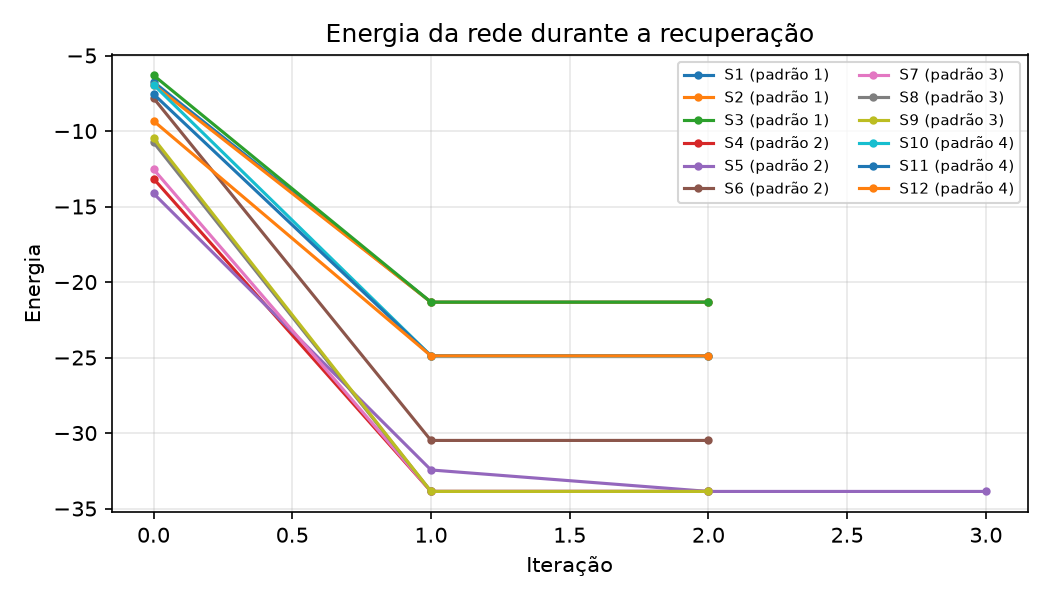 Energia da rede durante a recuperação
Energia
−5
−10
−15
−20
−25
−30
−35
S1 (padrão 1)
S2 (padrão 1)
S3 (padrão 1)
S4 (padrão 2)
S5 (padrão 2)
S6 (padrão 2)
S7 (padrão 3)
S8 (padrão 3)
S9 (padrão 3)
S10 (padrão 4)
S11 (padrão 4)
S12 (padrão 4)
0.0 0.5 1.0 1.5 2.0 2.5 3.0
Iteração